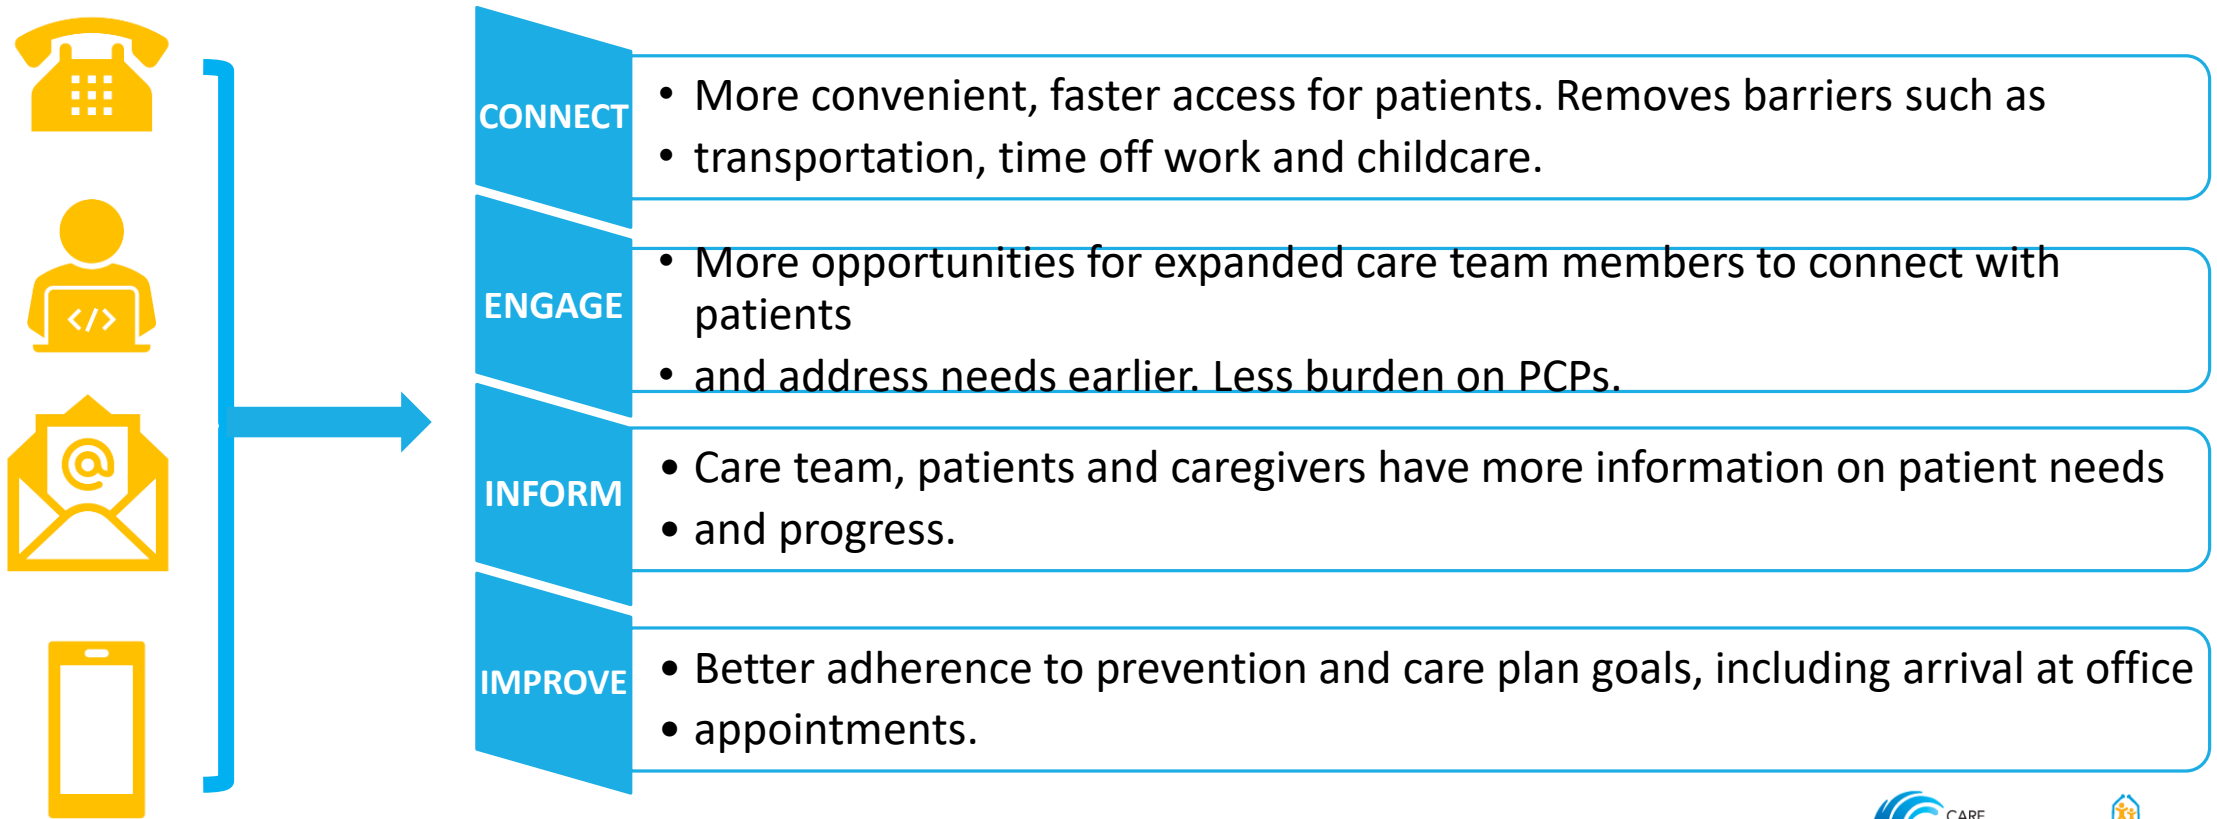 CONNECT
• More convenient, faster access for patients. Removes barriers such as
• transportation, time off work and childcare.
ENGAGE
• More opportunities for expanded care team members to connect with
patients
• and address needs earlier. Less burden on PCPs.
INFORM
• Care team, patients and caregivers have more information on patient needs
• and progress.
IMPROVE
• Better adherence to prevention and care plan goals, including arrival at office
• appointments.
</>
@
CARE